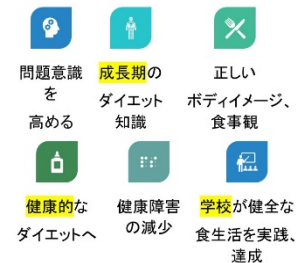 問題意識
を
高める
成長期の
ダイエット
知識
正しい
ボディイメージ、
食事観
健康的な
ダイエットへ
健康障害
の減少
学校が健全な
食生活を実践、
達成